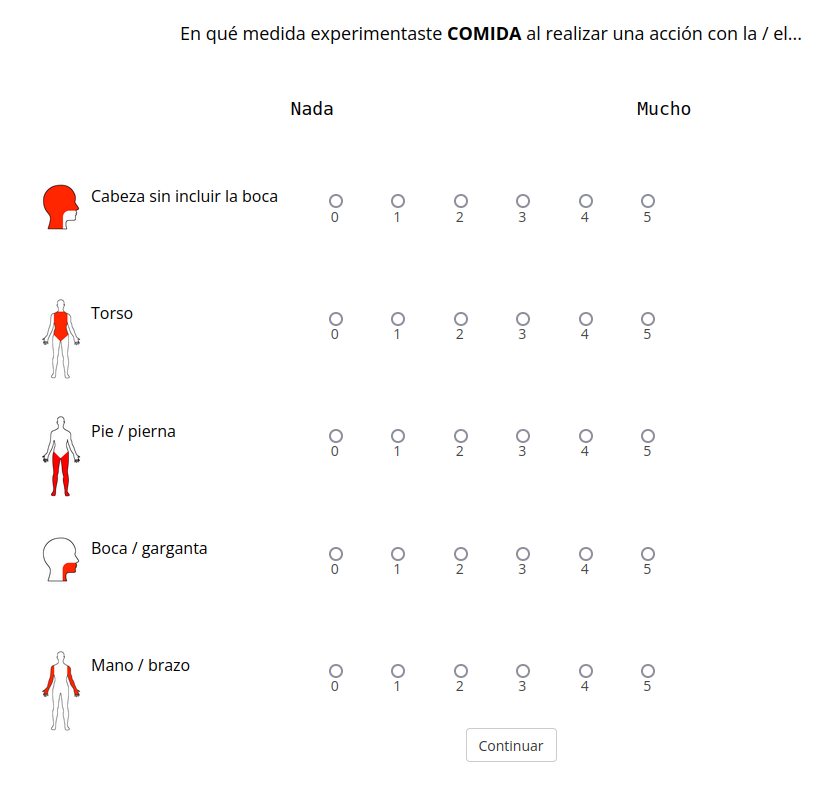 En qué medida experimentaste COMIDA al realizar una acción con la / el...
Nada Mucho
Cabeza sin incluir la boca
0 1 2 3 4 5
Torso
0 1 2 3 4 5
Pie / pierna
0 1 2 3 4 5
Boca / garganta
0 1 2 3 4 5
Mano / brazo
0 1 2 3 4 5
Continuar